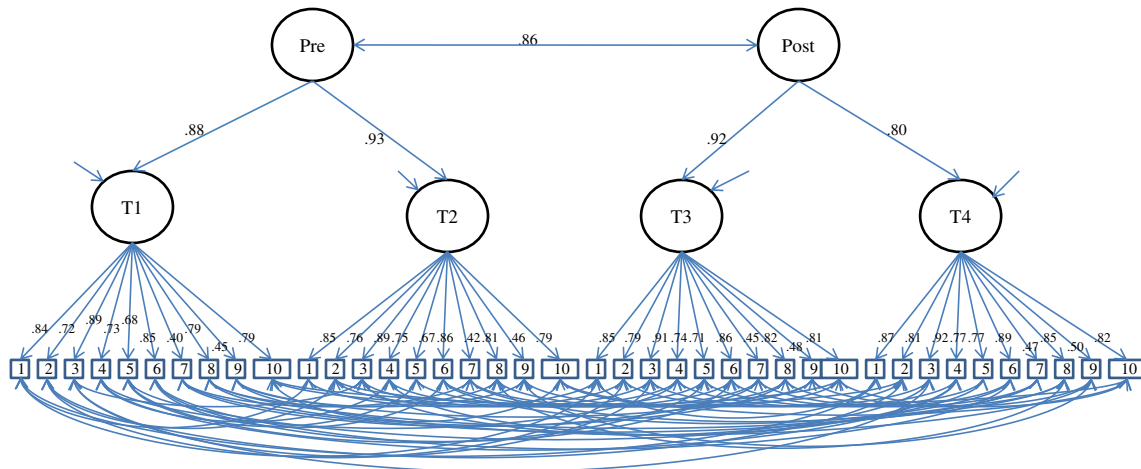 Pre .86 Post
.88 .93 .92 .80
T1 T2 T3 T4
.84 .72 .89 .73 .68 .85 .40 .79 .45 .79 .85 .76 .89 .75 .67 .86 .42 .81 .46 .79 .85 .79 .91 .74 .71 .86 .45 .82 .48 .81 .87 .81 .92 .77 .77 .89 .47 .85 .50 .82
1 2 3 4 5 6 7 8 9 10 1 2 3 4 5 6 7 8 9 10 1 2 3 4 5 6 7 8 9 10 1 2 3 4 5 6 7 8 9 10